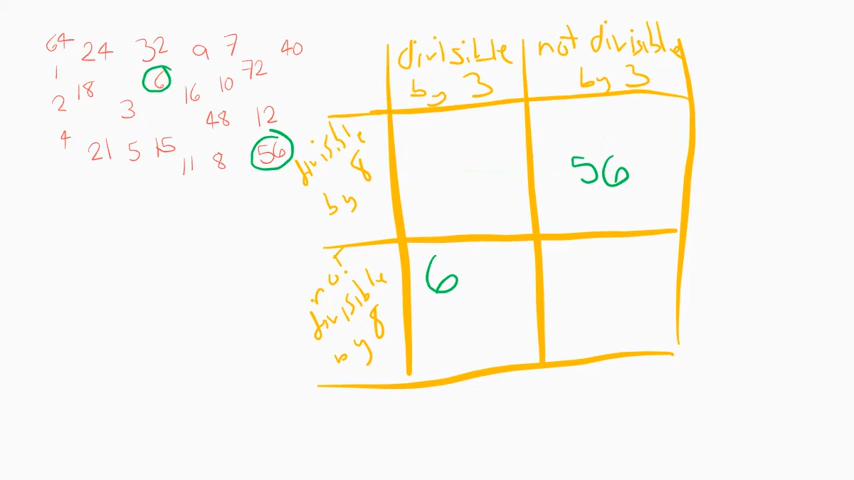 64 24 32 9 7 40
1 18 6 16 10 72
2 3 48 12
4 21 5 15 11 8 56
divisible
by 3
not divisible
by 3
divisible
by 8
56
not
divisible
by 8
6